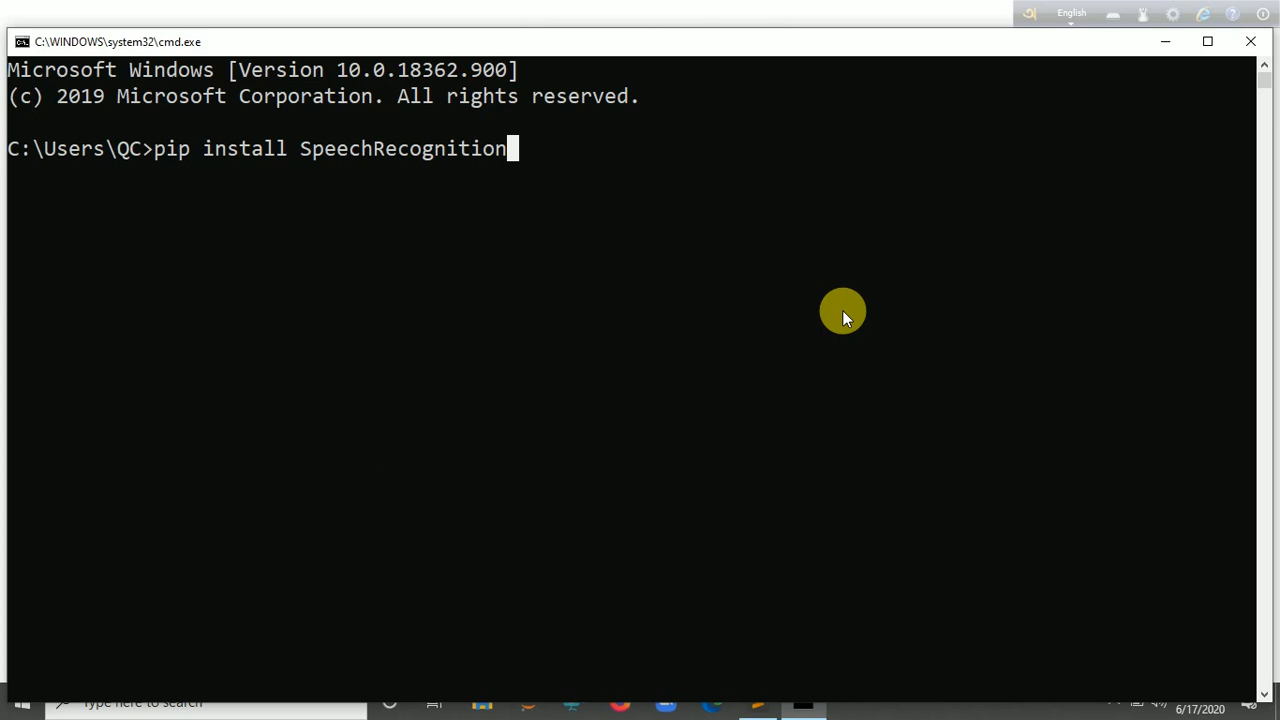 অ English
C:\WINDOWS\system32\cmd.exe
Microsoft Windows [Version 10.0.18362.900]
(c) 2019 Microsoft Corporation. All rights reserved.
C:\Users\QC>pip install SpeechRecognition
Type here to search
6/17/2020